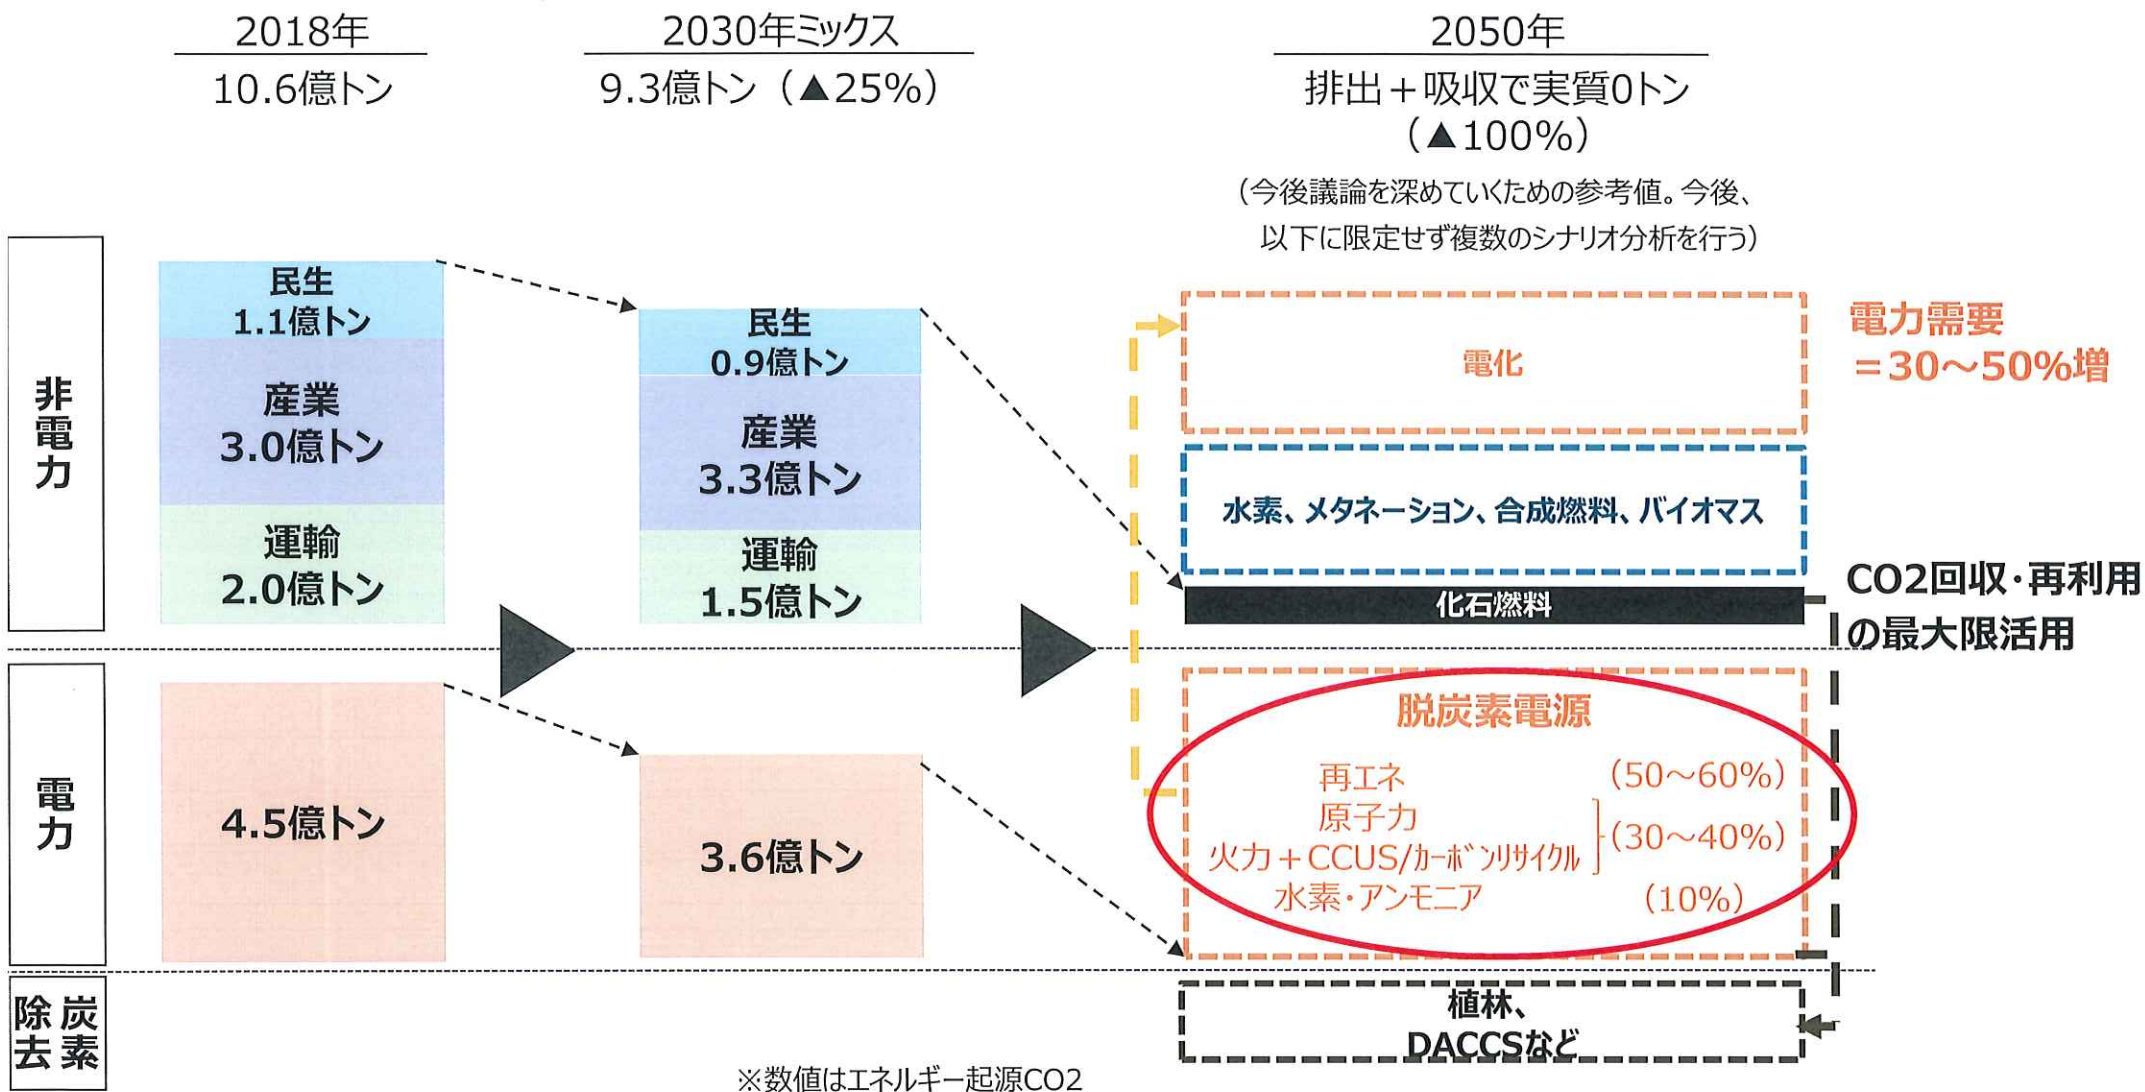 2018年
10.6億トン
2030年ミックス
9.3億トン（▲25%）
2050年
排出＋吸収で実質0トン
（▲100%）
（今後議論を深めていくための参考値。今後、
以下に限定せず複数のシナリオ分析を行う）
非電力
民生
1.1億トン
産業
3.0億トン
運輸
2.0億トン
民生
0.9億トン
産業
3.3億トン
運輸
1.5億トン
電化
電力需要
＝30～50%増
水素、メタネーション、合成燃料、バイオマス
化石燃料
CO2回収・再利用
の最大限活用
電力
4.5億トン
3.6億トン
脱炭素電源
再エネ （50～60%）
原子力
火力＋CCUS/カーボンリサイクル （30～40%）
水素・アンモニア （10%）
炭素除去
植林、
DACCSなど
※数値はエネルギー起源CO2